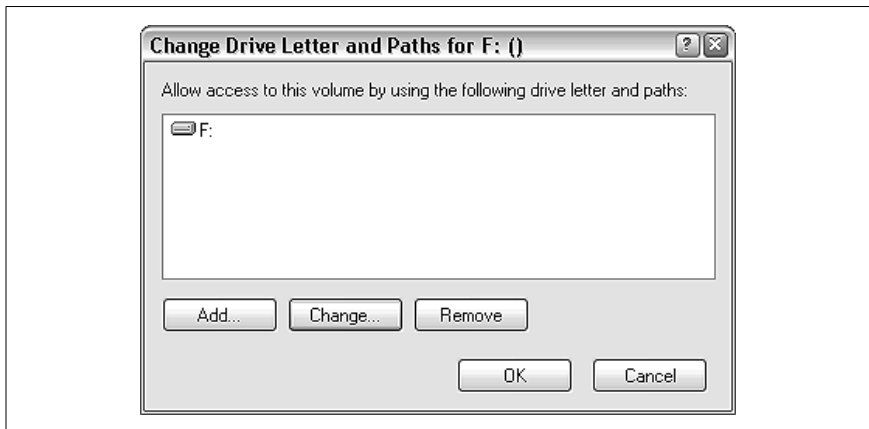 Change Drive Letter and Paths for F: ()
Allow access to this volume by using the following drive letter and paths:
F:
Add... Change... Remove
OK Cancel